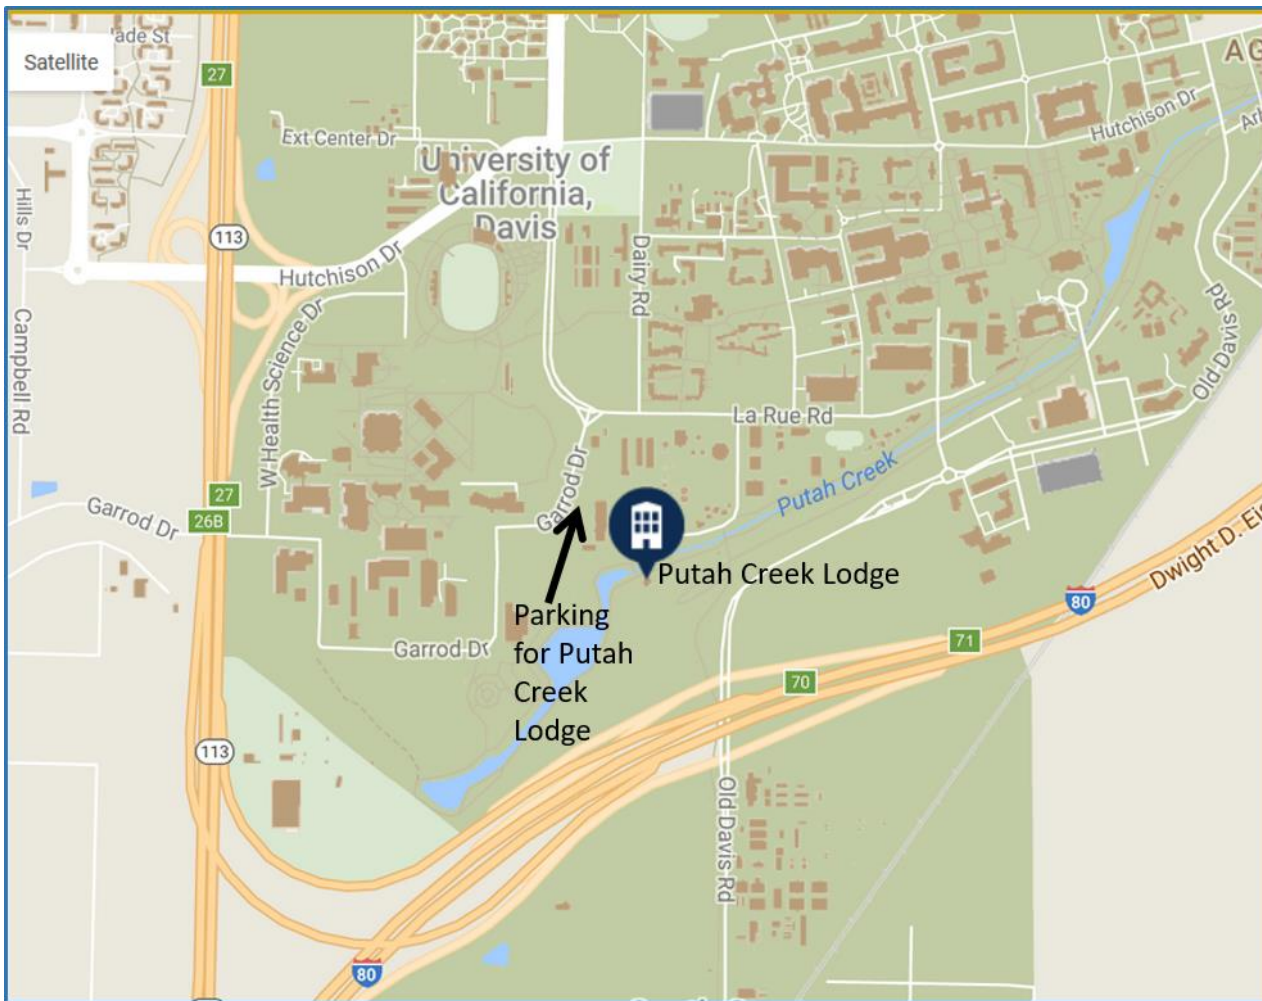 Satellite
27
Ext Center Dr
University of
California,
Davis
Hutchison Dr
Hills Dr
113
Hutchison Dr
Dairy Rd
Old Davis Rd
Campbell Rd
W Health Science Dr
La Rue Rd
Putah Creek
Garrod Dr
27
26B
Garrod Dr
Putah Creek Lodge
Parking
for Putah
Creek
Lodge
Garrod Dr
80
71
70
113
Old Davis Rd
80